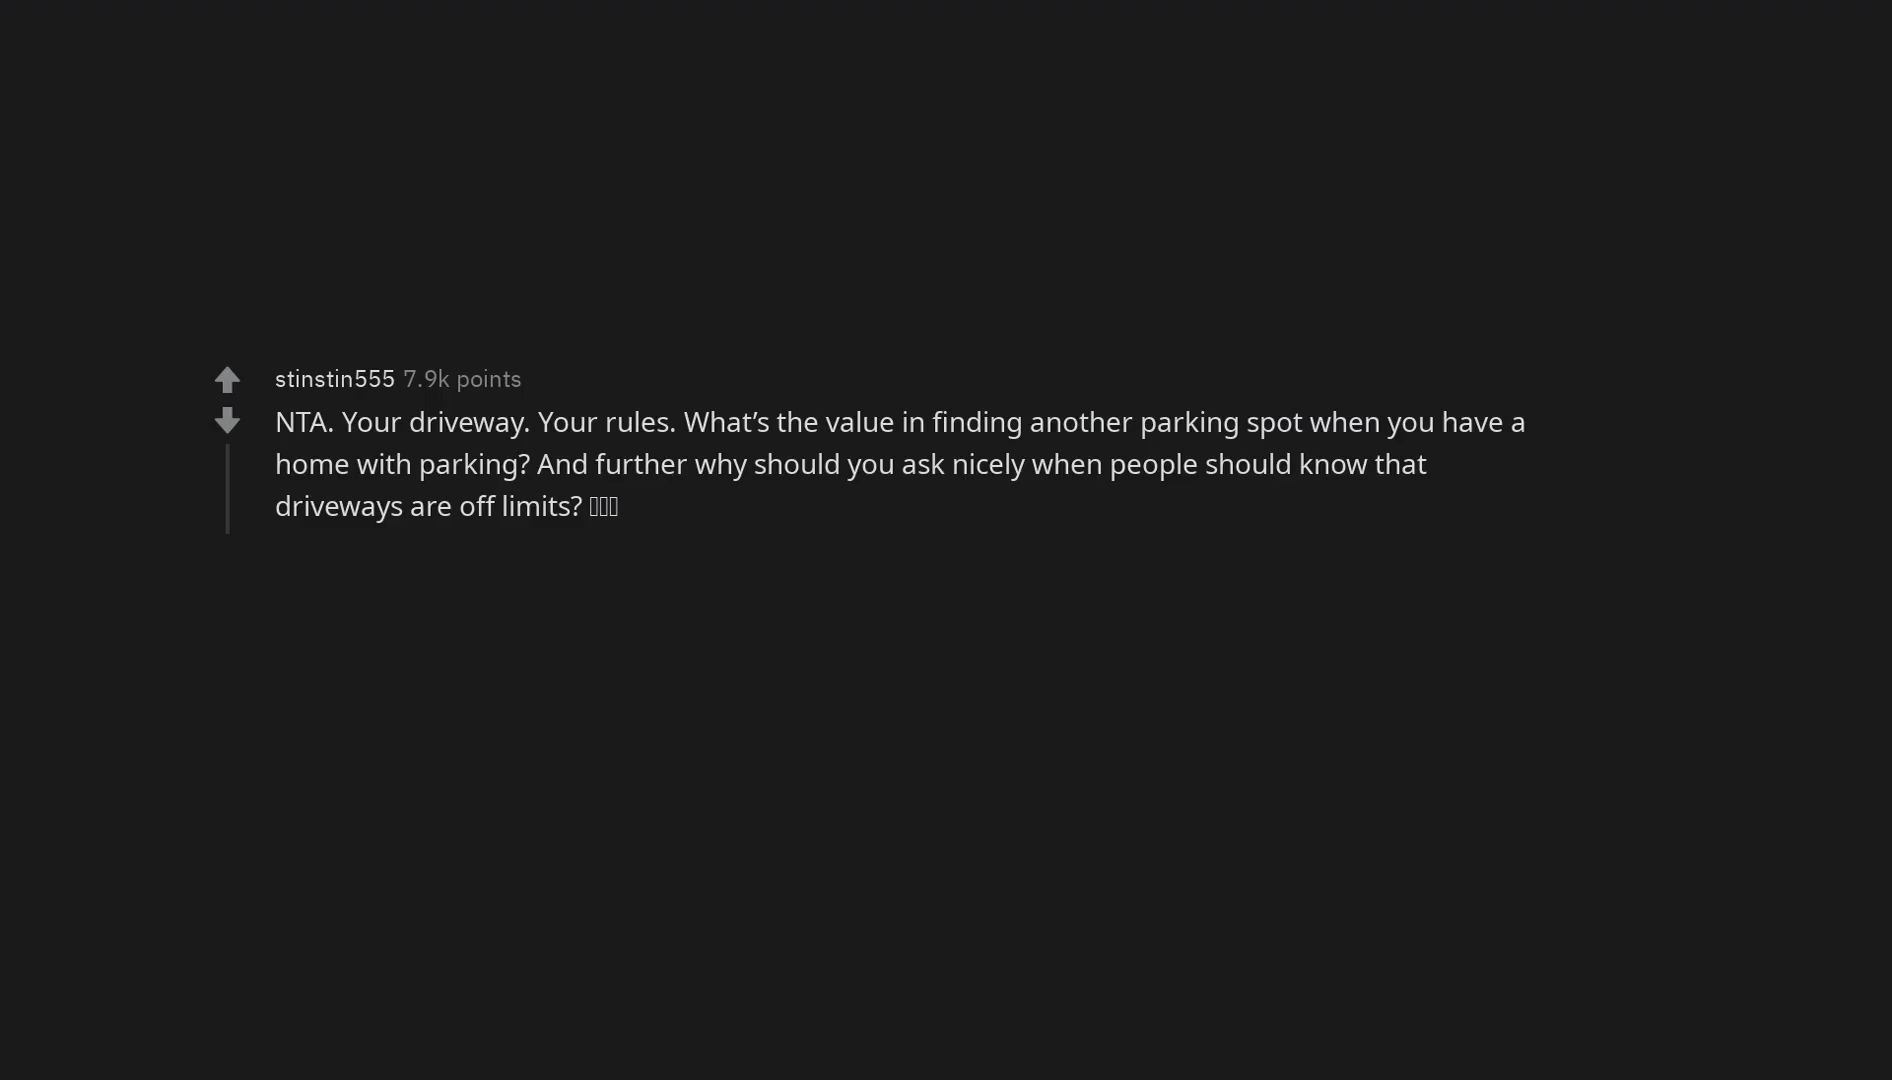 stinstin555 7.9k points
NTA. Your driveway. Your rules. What’s the value in finding another parking spot when you have a
home with parking? And further why should you ask nicely when people should know that
driveways are off limits?